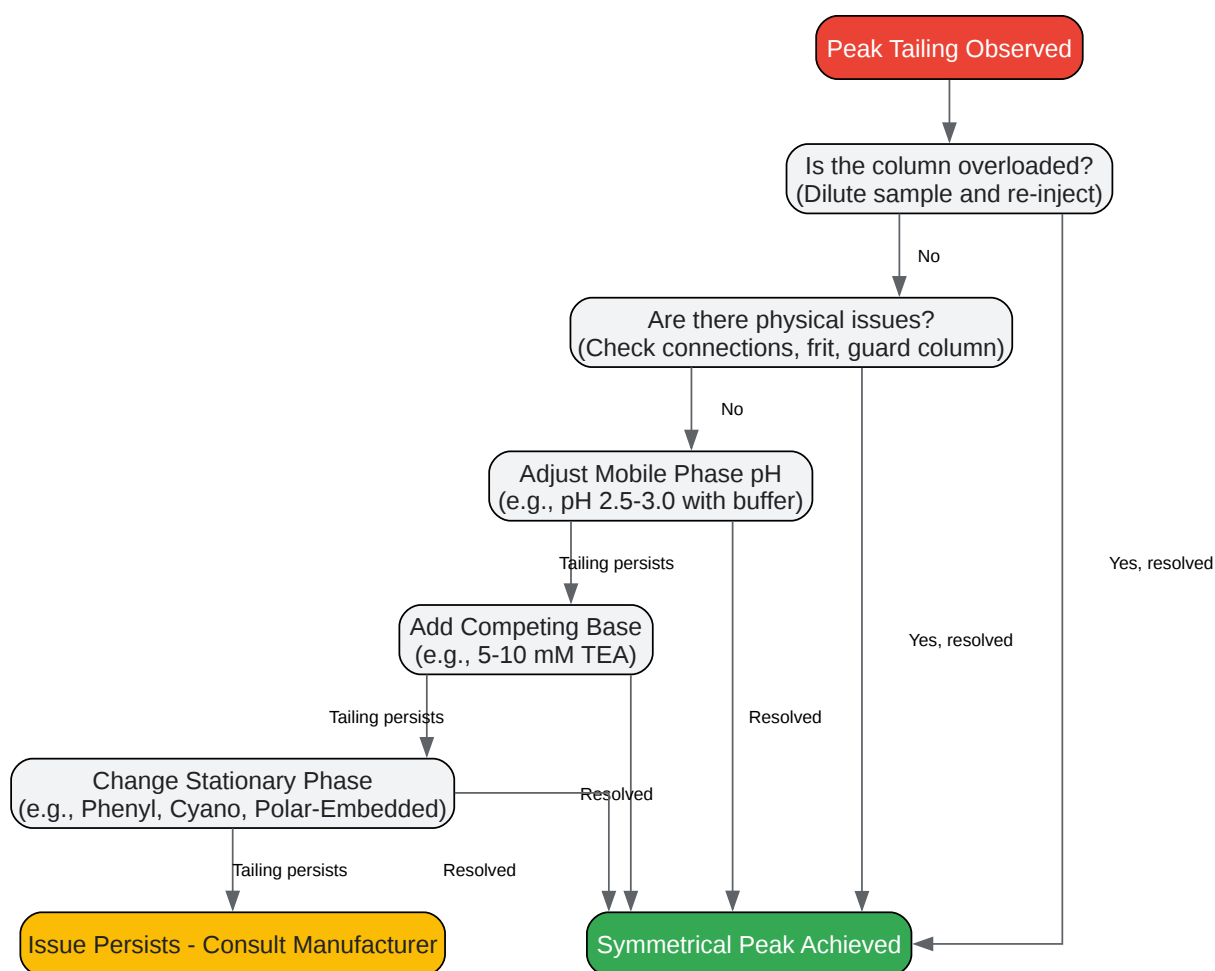 Peak Tailing Observed
Is the column overloaded?
(Dilute sample and re-inject)
No
Are there physical issues?
(Check connections, frit, guard column)
No
Adjust Mobile Phase pH
(e.g., pH 2.5-3.0 with buffer)
Tailing persists
Yes, resolved
Add Competing Base
(e.g., 5-10 mM TEA)
Yes, resolved
Tailing persists
Resolved
Change Stationary Phase
(e.g., Phenyl, Cyano, Polar-Embedded)
Resolved
Tailing persists
Resolved
Issue Persists - Consult Manufacturer
Symmetrical Peak Achieved